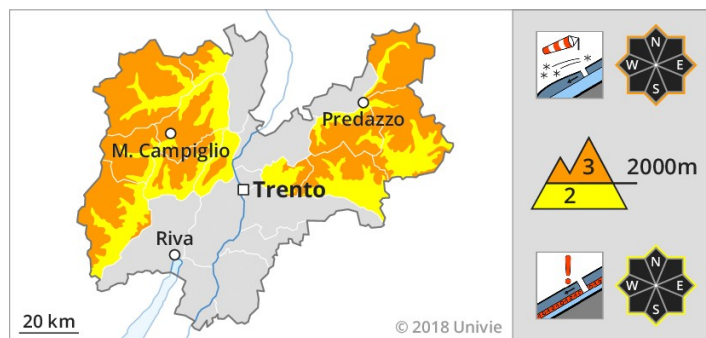 M. Campiglio
Predazzo
Trento
Riva
20 km
© 2018 Univie
N
W E
S
3 2000m
2
!
N
W E
S